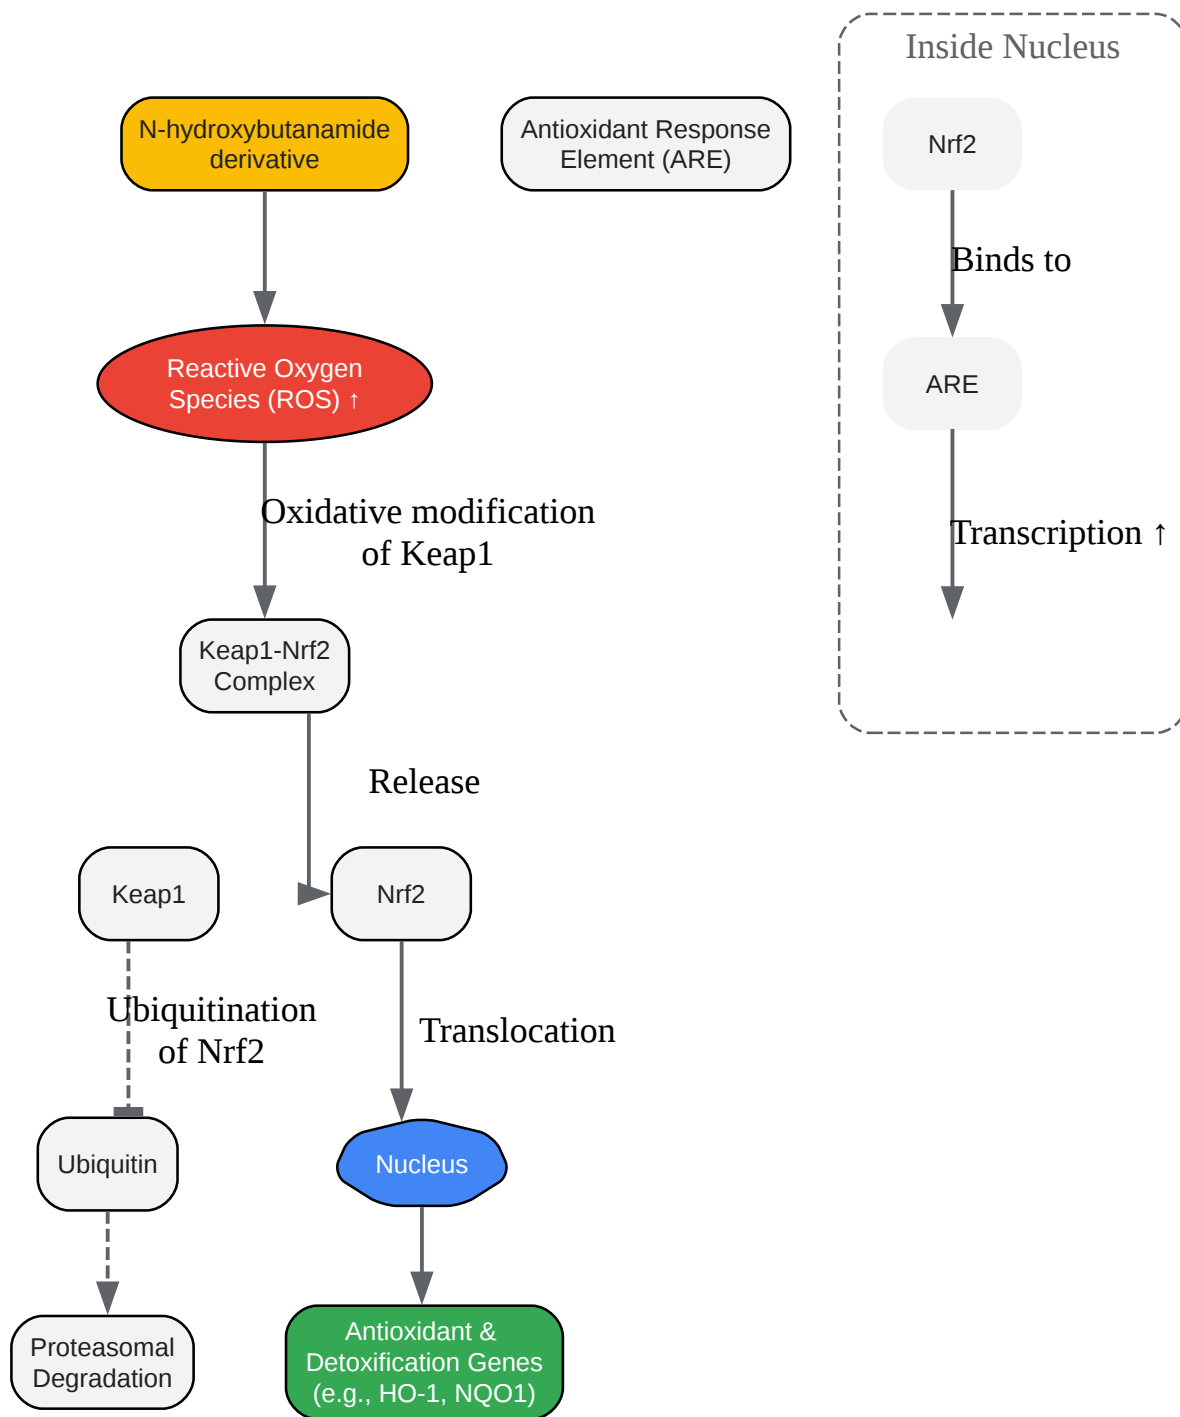 Inside Nucleus
N-hydroxybutanamide
derivative
Antioxidant Response
Element (ARE)
Nrf2
Binds to
Reactive Oxygen
Species (ROS) ↑
ARE
Oxidative modification
of Keap1
Transcription ↑
Keap1-Nrf2
Complex
Release
Keap1
Nrf2
Ubiquitination
of Nrf2
Translocation
Ubiquitin
Nucleus
Proteasomal
Degradation
Antioxidant &
Detoxification Genes
(e.g., HO-1, NQO1)